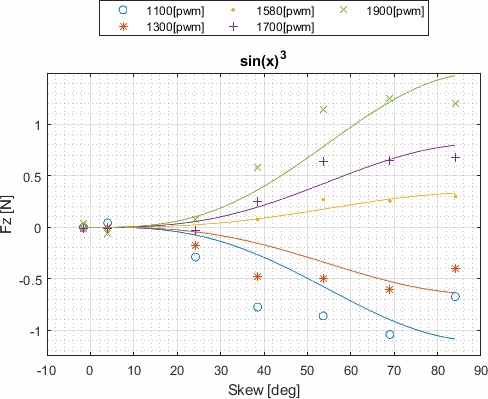 1100[pwm] 1580[pwm] 1900[pwm]
1300[pwm] 1700[pwm]
sin(x)³
Fz [N]
1
0.5
0
-0.5
-1
-10 0 10 20 30 40 50 60 70 80 90
Skew [deg]